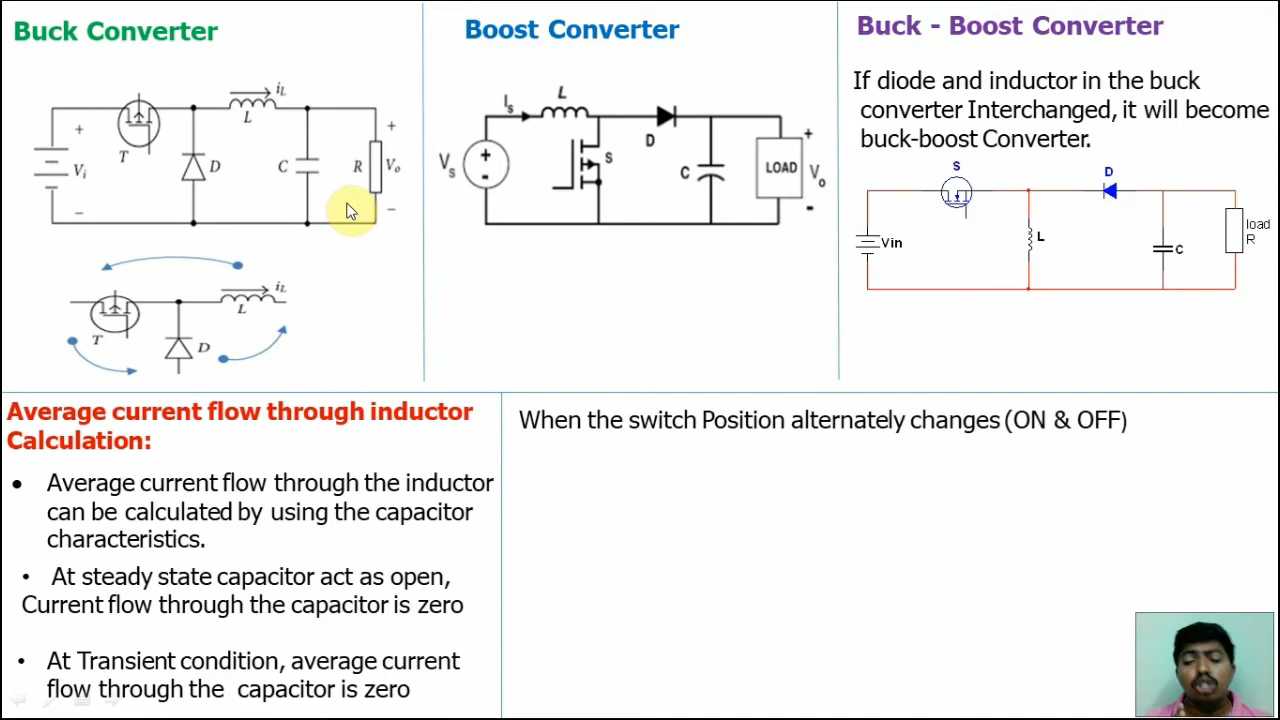 Buck Converter
i_L
L
T
+
V_i
−
D
C
R
+
V_o
−
i_L
L
T
D
Boost Converter
L
I_s
V_s
+
-
S
D
C
LOAD
+
V_o
-
Buck - Boost Converter
If diode and inductor in the buck
converter Interchanged, it will become
buck-boost Converter.
S
D
Vin
L
C
load
R
Average current flow through inductor
Calculation:
• Average current flow through the inductor
can be calculated by using the capacitor
characteristics.
• At steady state capacitor act as open,
Current flow through the capacitor is zero
• At Transient condition, average current
flow through the capacitor is zero
When the switch Position alternately changes (ON & OFF)